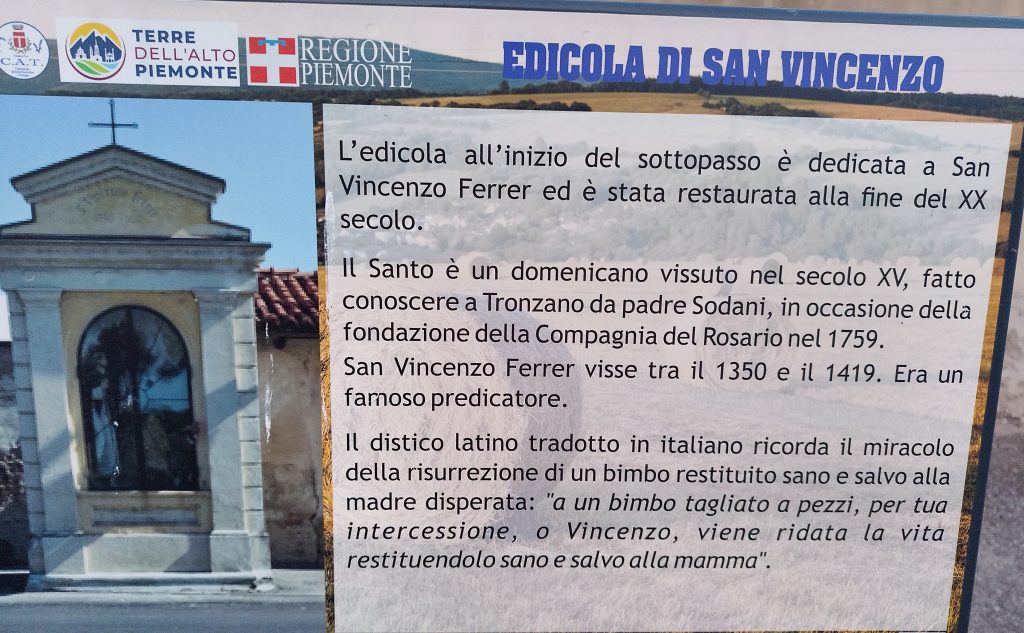 C.A.T.
TERRE
DELL'ALTO
PIEMONTE
REGIONE
PIEMONTE
EDICOLA DI SAN VINCENZO
L'edicola all'inizio del sottopasso è dedicata a San
Vincenzo Ferrer ed è stata restaurata alla fine del XX
secolo.
Il Santo è un domenicano vissuto nel secolo XV, fatto
conoscere a Tronzano da padre Sodani, in occasione della
fondazione della Compagnia del Rosario nel 1759.
San Vincenzo Ferrer visse tra il 1350 e il 1419. Era un
famoso predicatore.
Il distico latino tradotto in italiano ricorda il miracolo
della risurrezione di un bimbo restituito sano e salvo alla
madre disperata: "a un bimbo tagliato a pezzi, per tua
intercessione, o Vincenzo, viene ridata la vita
restituendolo sano e salvo alla mamma".